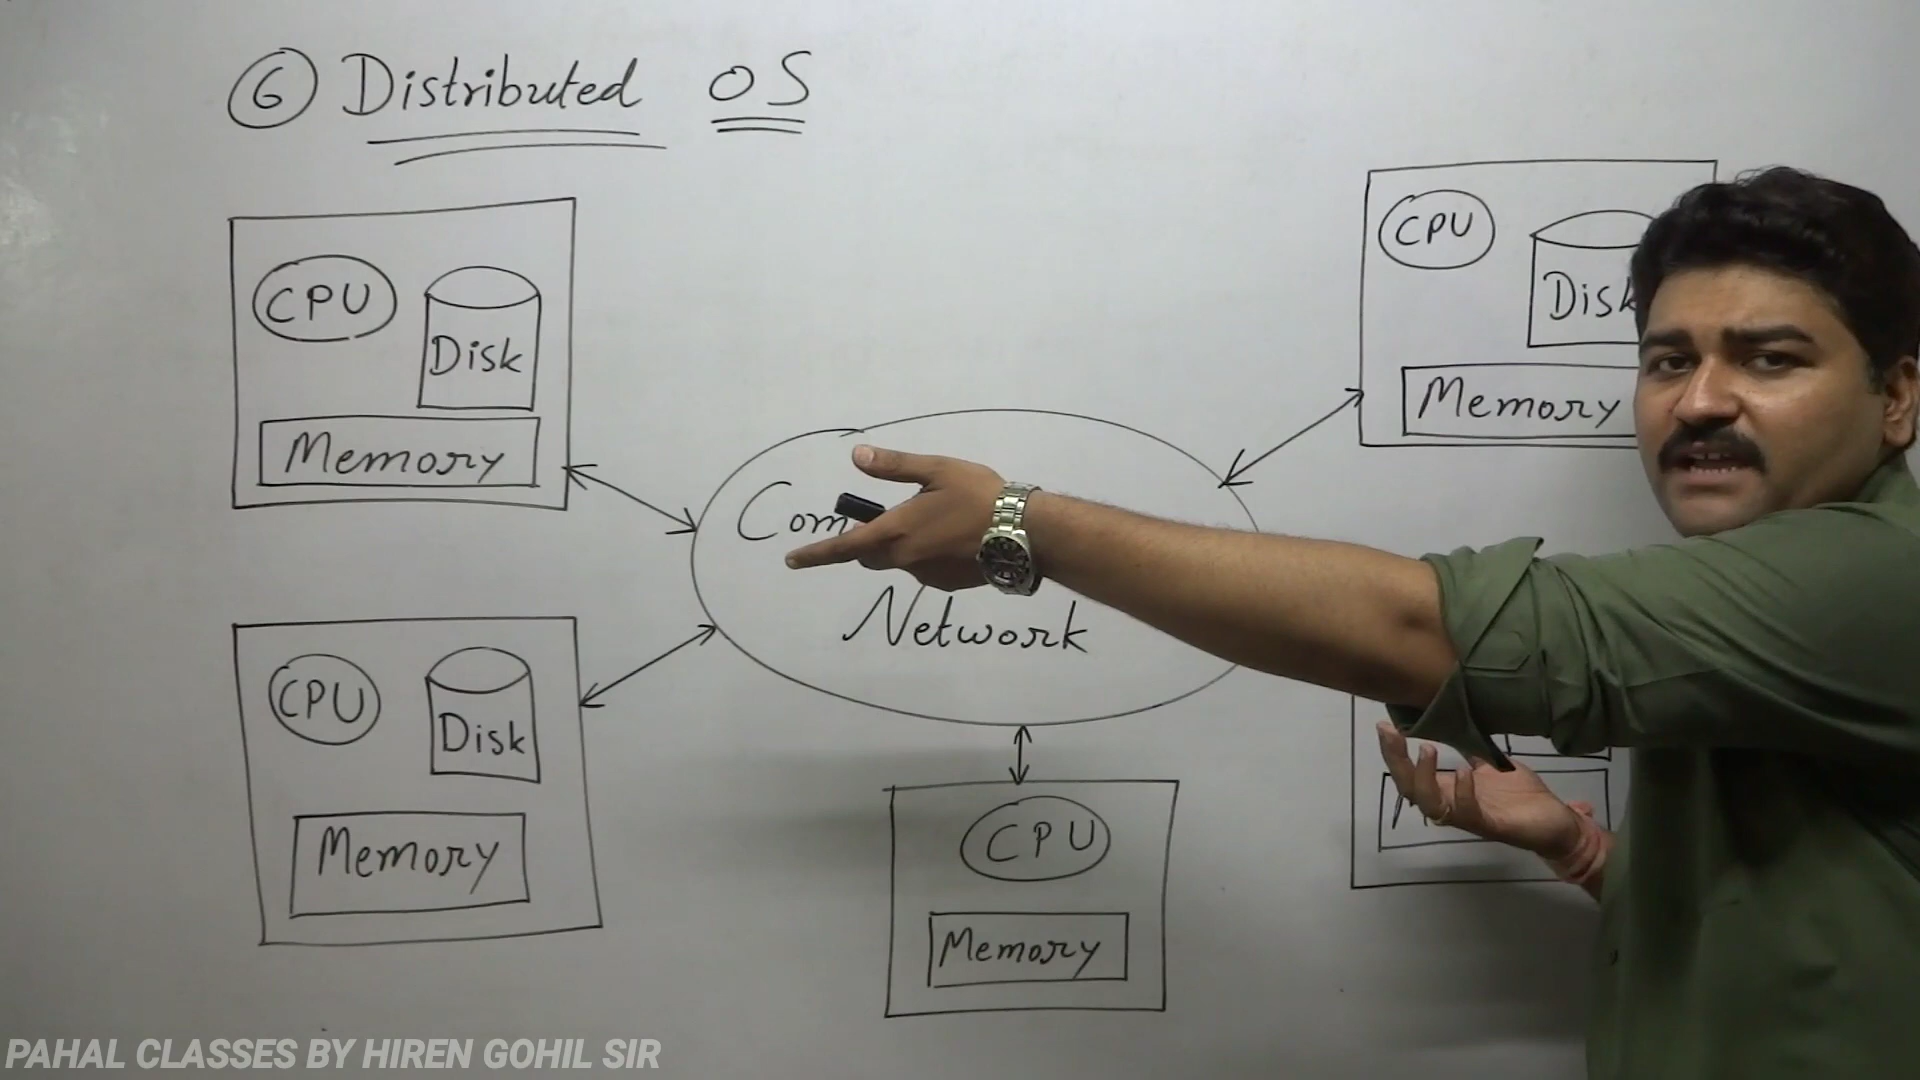 6 Distributed OS
CPU
Disk
Memory
CPU
Disk
Memory
Network
CPU
Disk
Memory
CPU
Memory
PAHAL CLASSES BY HIREN GOHIL SIR